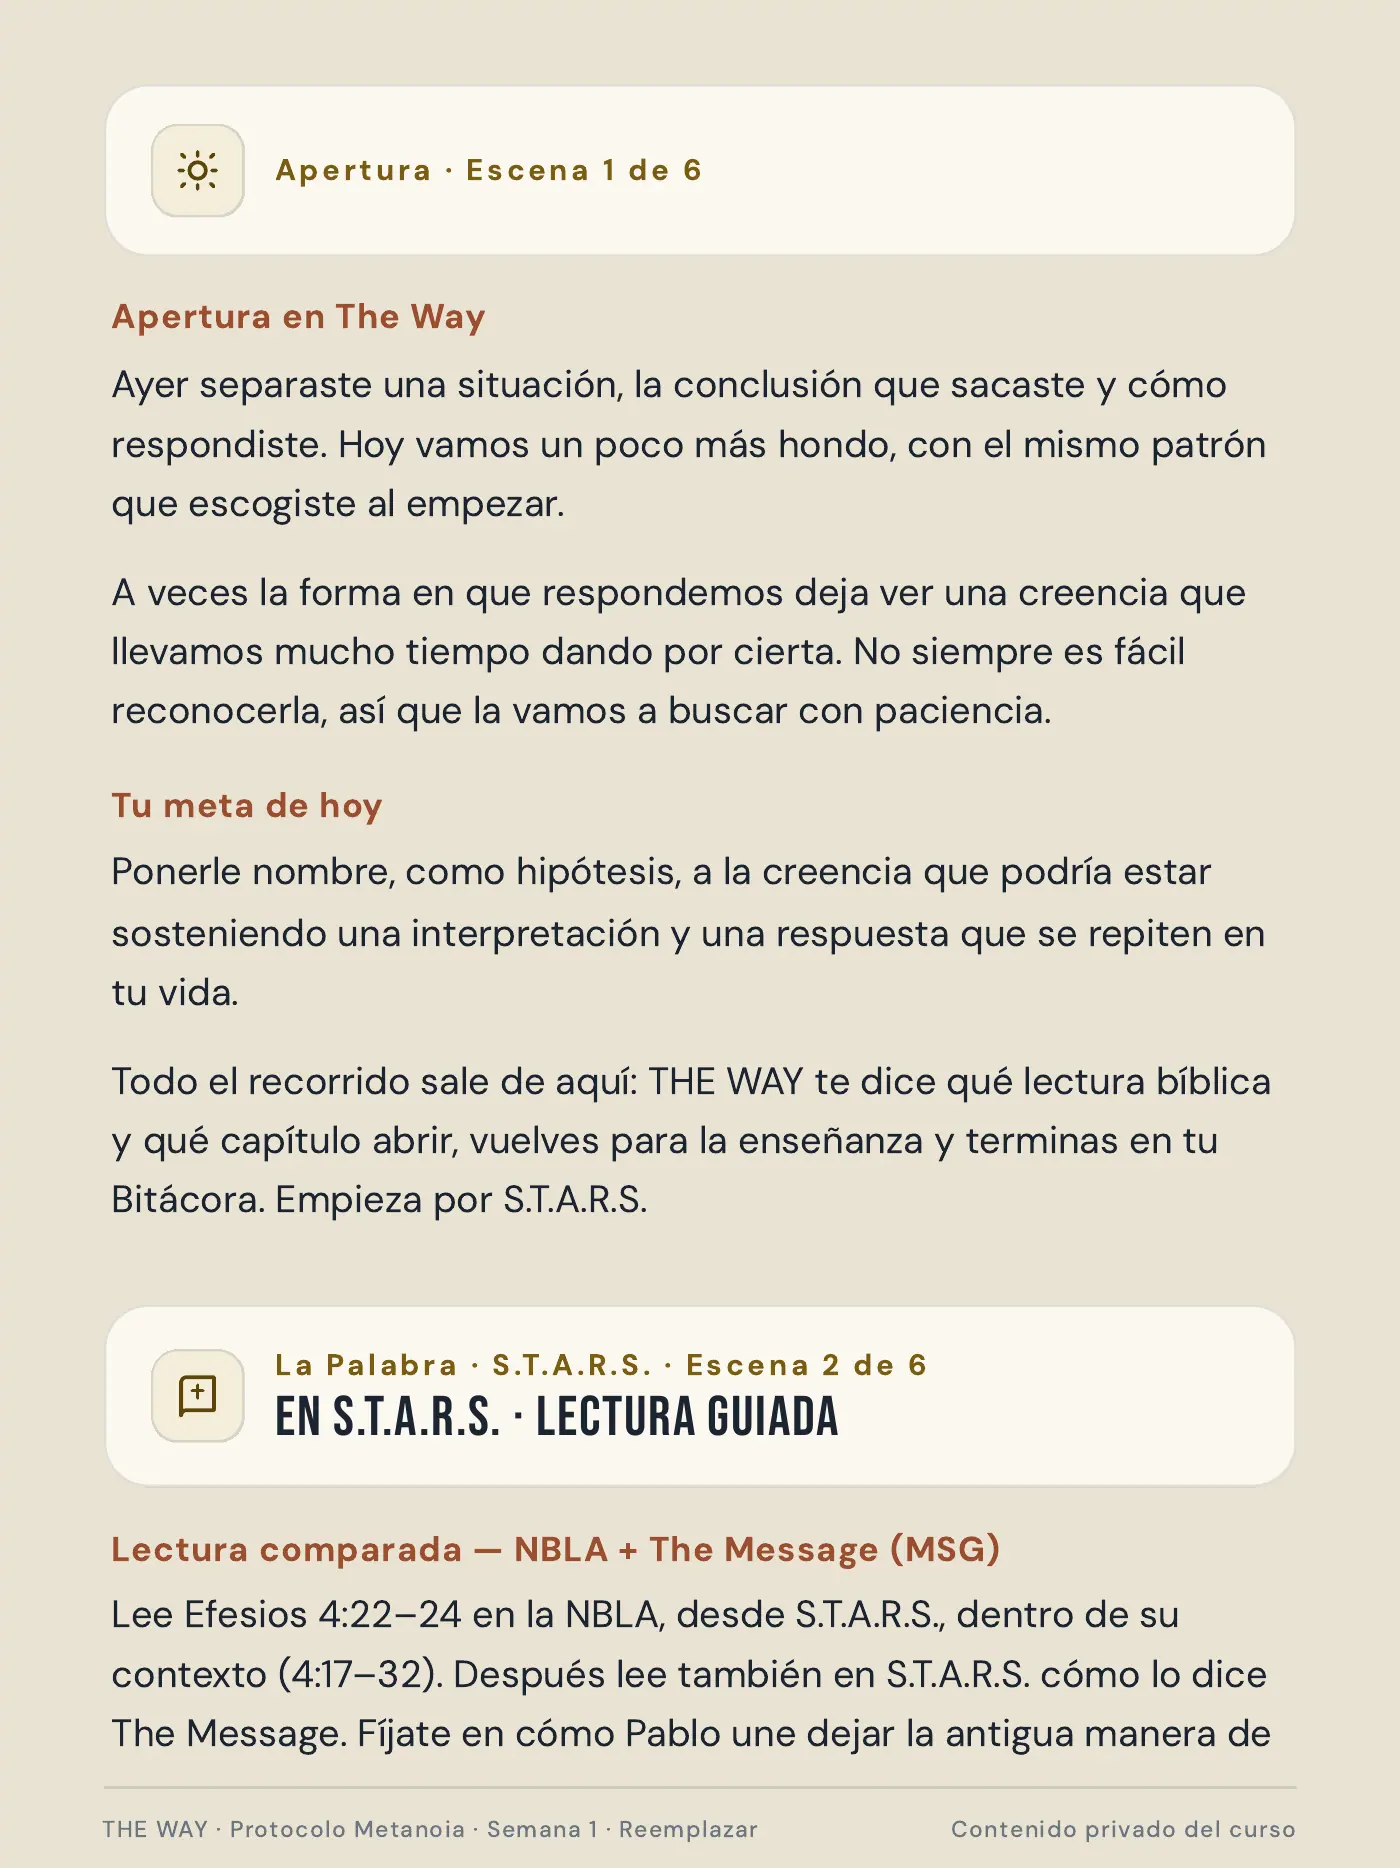 Apertura · Escena 1 de 6
Apertura en The Way
Ayer separaste una situación, la conclusión que sacaste y cómo
respondiste. Hoy vamos un poco más hondo, con el mismo patrón
que escogiste al empezar.
A veces la forma en que respondemos deja ver una creencia que
llevamos mucho tiempo dando por cierta. No siempre es fácil
reconocerla, así que la vamos a buscar con paciencia.
Tu meta de hoy
Ponerle nombre, como hipótesis, a la creencia que podría estar
sosteniendo una interpretación y una respuesta que se repiten en
tu vida.
Todo el recorrido sale de aquí: THE WAY te dice qué lectura bíblica
y qué capítulo abrir, vuelves para la enseñanza y terminas en tu
Bitácora. Empieza por S.T.A.R.S.
La Palabra · S.T.A.R.S. · Escena 2 de 6
EN S.T.A.R.S. · LECTURA GUIADA
Lectura comparada — NBLA + The Message (MSG)
Lee Efesios 4:22–24 en la NBLA, desde S.T.A.R.S., dentro de su
contexto (4:17–32). Después lee también en S.T.A.R.S. cómo lo dice
The Message. Fíjate en cómo Pablo une dejar la antigua manera de
THE WAY · Protocolo Metanoia · Semana 1 · Reemplazar
Contenido privado del curso